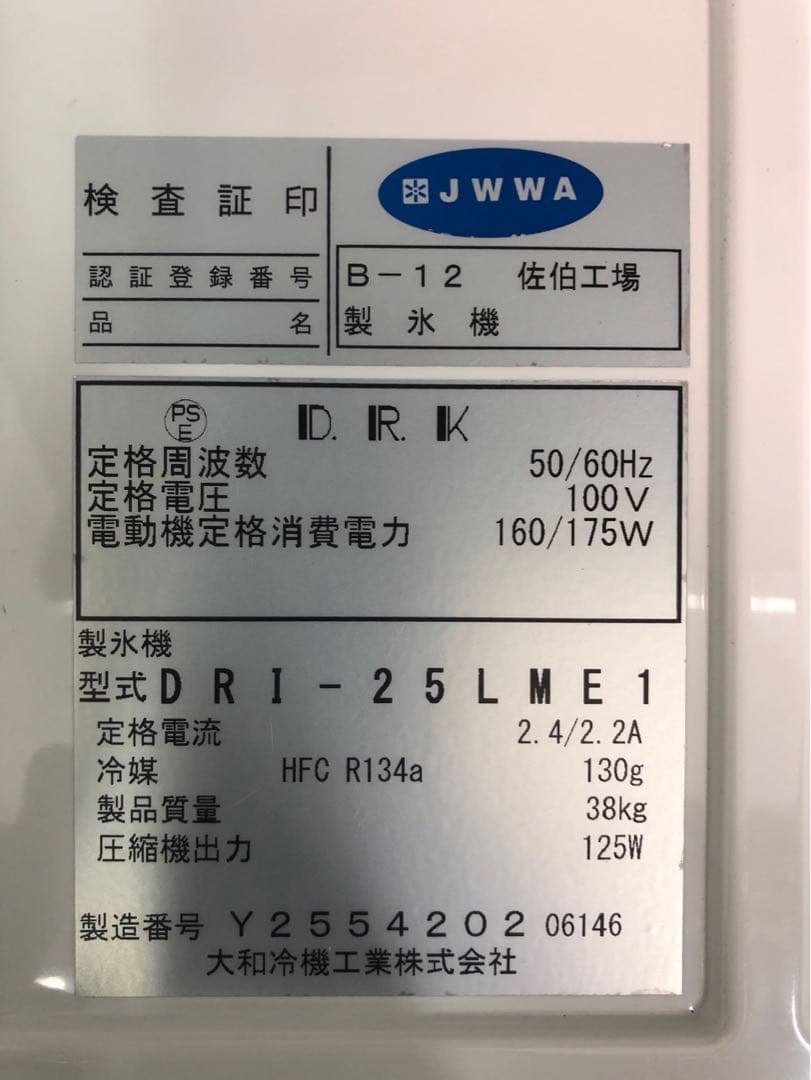 検査証印
JWWA
認証登録番号 B-12 佐伯工場
品名 製氷機
PS E D.R.K
定格周波数 50/60Hz
定格電圧 100V
電動機定格消費電力 160/175W
製氷機
型式 DRI-25LME1
定格電流 2.4/2.2A
冷媒 HFC R134a 130g
製品質量 38kg
圧縮機出力 125W
製造番号 Y2554202 06146
大和冷機工業株式会社